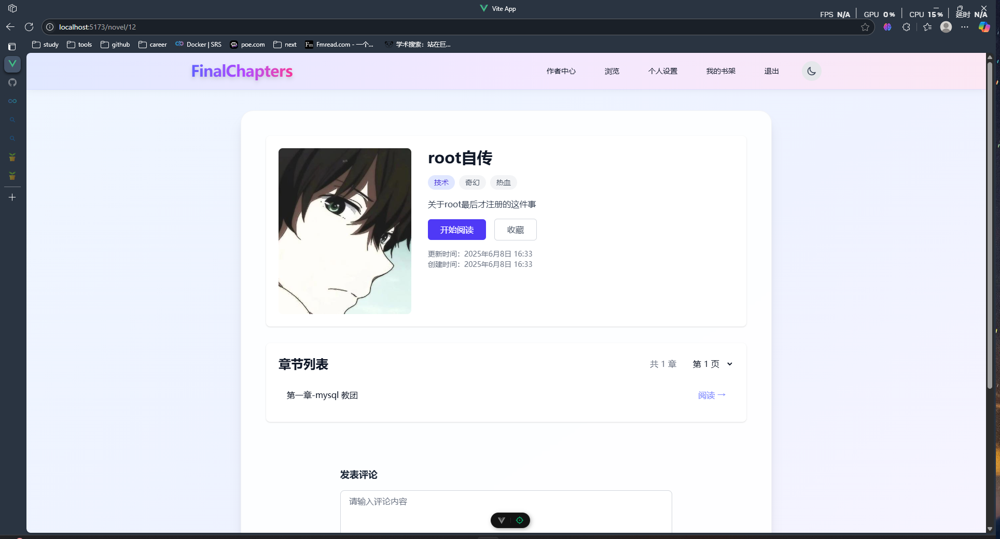 Vite App
FPS N/A GPU 0% CPU 15% 延时 N/A
localhost:5173/novel/12
study tools github career Docker | SRS poe.com next Fm Fmread.com - 一个... 学术搜索：站在巨...
FinalChapters
作者中心 浏览 个人设置 我的书架 退出
root自传
技术 奇幻 热血
关于root最后才注册的这件事
开始阅读 收藏
更新时间：2025年6月8日 16:33
创建时间：2025年6月8日 16:33
章节列表 共 1 章 第 1 页
第一章-mysql 教团 阅读 →
发表评论
请输入评论内容